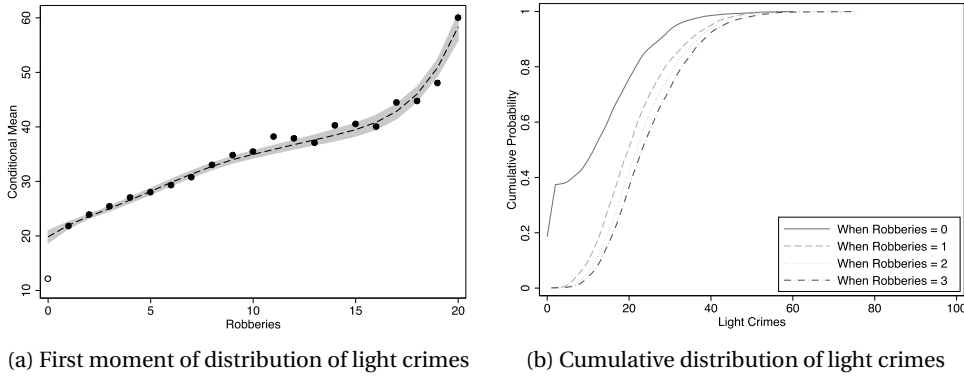 60
50
40
30
20
10
Conditional Mean
0 5 10 15 20
Robberies
(a) First moment of distribution of light crimes
1
0.8
0.6
0.4
0.2
0
Cumulative Probability
When Robberies = 0
When Robberies = 1
When Robberies = 2
When Robberies = 3
0 20 40 60 80 100
Light Crimes
(b) Cumulative distribution of light crimes